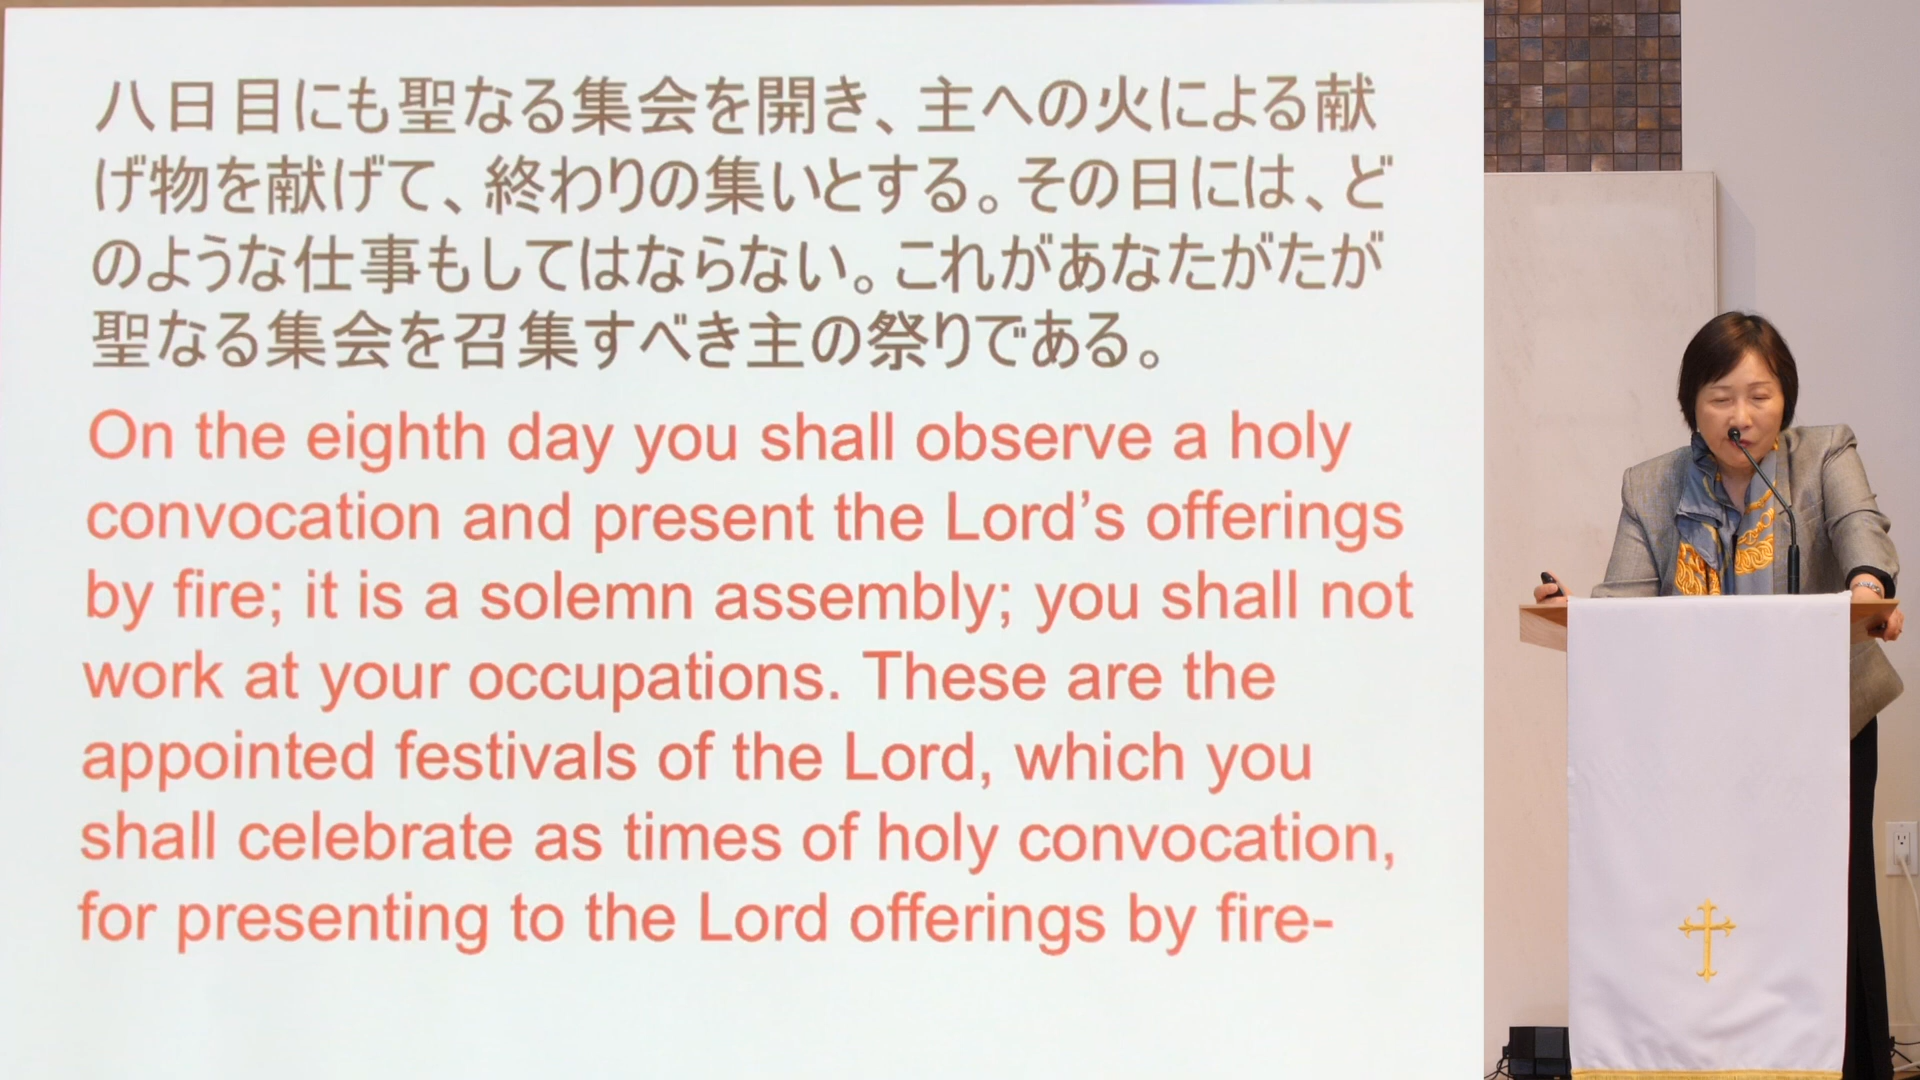 八日目にも聖なる集会を開き、主への火による献
げ物を献げて、終わりの集いとする。その日には、ど
のような仕事もしてはならない。これがあなたがたが
聖なる集会を召集すべき主の祭りである。
On the eighth day you shall observe a holy
convocation and present the Lord’s offerings
by fire; it is a solemn assembly; you shall not
work at your occupations. These are the
appointed festivals of the Lord, which you
shall celebrate as times of holy convocation,
for presenting to the Lord offerings by fire-